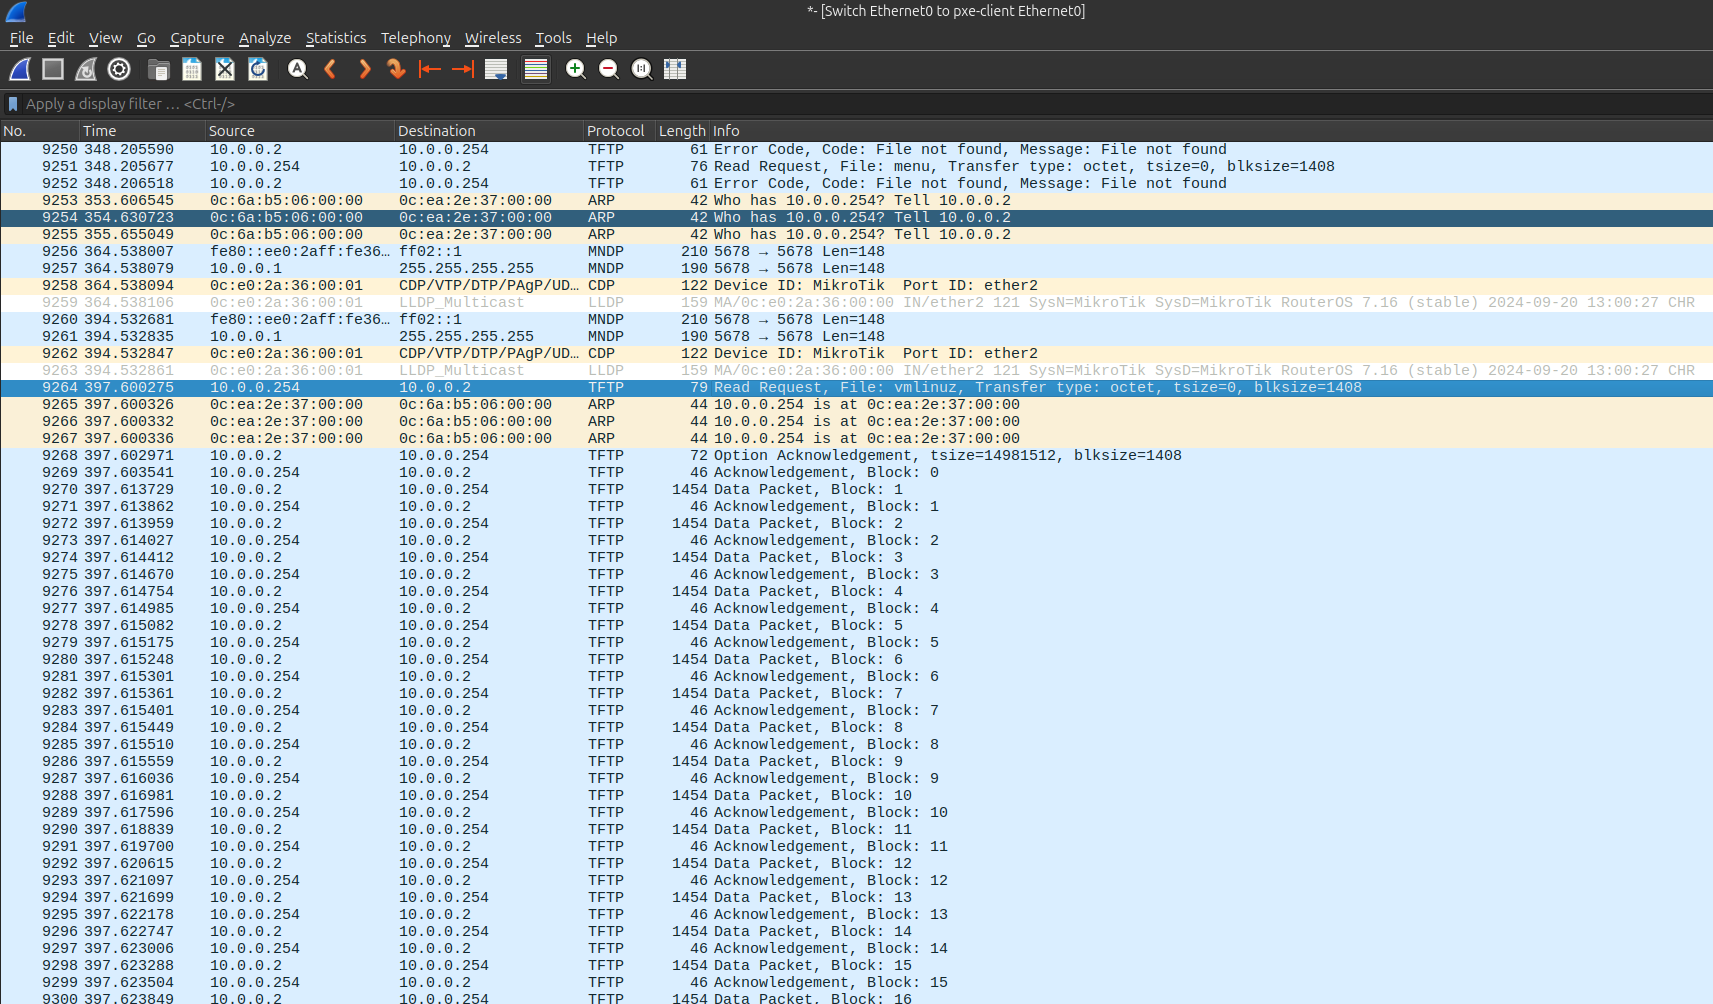 *- [Switch Ethernet0 to pxe-client Ethernet0]
File Edit View Go Capture Analyze Statistics Telephony Wireless Tools Help
Apply a display filter … <Ctrl-/>
No. Time Source Destination Protocol Length Info
9250 348.205590 10.0.0.2 10.0.0.254 TFTP 61 Error Code, Code: File not found, Message: File not found
9251 348.205677 10.0.0.254 10.0.0.2 TFTP 76 Read Request, File: menu, Transfer type: octet, tsize=0, blksize=1408
9252 348.206518 10.0.0.2 10.0.0.254 TFTP 61 Error Code, Code: File not found, Message: File not found
9253 353.606545 0c:6a:b5:06:00:00 0c:ea:2e:37:00:00 ARP 42 Who has 10.0.0.254? Tell 10.0.0.2
9254 354.630723 0c:6a:b5:06:00:00 0c:ea:2e:37:00:00 ARP 42 Who has 10.0.0.254? Tell 10.0.0.2
9255 355.655049 0c:6a:b5:06:00:00 0c:ea:2e:37:00:00 ARP 42 Who has 10.0.0.254? Tell 10.0.0.2
9256 364.538007 fe80::ee0:2aff:fe36… ff02::1 MNDP 210 5678 → 5678 Len=148
9257 364.538079 10.0.0.1 255.255.255.255 MNDP 190 5678 → 5678 Len=148
9258 364.538094 0c:e0:2a:36:00:01 CDP/VTP/DTP/PAgP/UD… CDP 122 Device ID: MikroTik  Port ID: ether2
9259 364.538106 0c:e0:2a:36:00:01 LLDP_Multicast LLDP 159 MA/0c:e0:2a:36:00:00 IN/ether2 121 SysN=MikroTik SysD=MikroTik RouterOS 7.16 (stable) 2024-09-20 13:00:27 CHR
9260 394.532681 fe80::ee0:2aff:fe36… ff02::1 MNDP 210 5678 → 5678 Len=148
9261 394.532835 10.0.0.1 255.255.255.255 MNDP 190 5678 → 5678 Len=148
9262 394.532847 0c:e0:2a:36:00:01 CDP/VTP/DTP/PAgP/UD… CDP 122 Device ID: MikroTik  Port ID: ether2
9263 394.532861 0c:e0:2a:36:00:01 LLDP_Multicast LLDP 159 MA/0c:e0:2a:36:00:00 IN/ether2 121 SysN=MikroTik SysD=MikroTik RouterOS 7.16 (stable) 2024-09-20 13:00:27 CHR
9264 397.600275 10.0.0.254 10.0.0.2 TFTP 79 Read Request, File: vmlinuz, Transfer type: octet, tsize=0, blksize=1408
9265 397.600326 0c:ea:2e:37:00:00 0c:6a:b5:06:00:00 ARP 44 10.0.0.254 is at 0c:ea:2e:37:00:00
9266 397.600332 0c:ea:2e:37:00:00 0c:6a:b5:06:00:00 ARP 44 10.0.0.254 is at 0c:ea:2e:37:00:00
9267 397.600336 0c:ea:2e:37:00:00 0c:6a:b5:06:00:00 ARP 44 10.0.0.254 is at 0c:ea:2e:37:00:00
9268 397.602971 10.0.0.2 10.0.0.254 TFTP 72 Option Acknowledgement, tsize=14981512, blksize=1408
9269 397.603541 10.0.0.254 10.0.0.2 TFTP 46 Acknowledgement, Block: 0
9270 397.613729 10.0.0.2 10.0.0.254 TFTP 1454 Data Packet, Block: 1
9271 397.613862 10.0.0.254 10.0.0.2 TFTP 46 Acknowledgement, Block: 1
9272 397.613959 10.0.0.2 10.0.0.254 TFTP 1454 Data Packet, Block: 2
9273 397.614027 10.0.0.254 10.0.0.2 TFTP 46 Acknowledgement, Block: 2
9274 397.614412 10.0.0.2 10.0.0.254 TFTP 1454 Data Packet, Block: 3
9275 397.614670 10.0.0.254 10.0.0.2 TFTP 46 Acknowledgement, Block: 3
9276 397.614754 10.0.0.2 10.0.0.254 TFTP 1454 Data Packet, Block: 4
9277 397.614985 10.0.0.254 10.0.0.2 TFTP 46 Acknowledgement, Block: 4
9278 397.615082 10.0.0.2 10.0.0.254 TFTP 1454 Data Packet, Block: 5
9279 397.615175 10.0.0.254 10.0.0.2 TFTP 46 Acknowledgement, Block: 5
9280 397.615248 10.0.0.2 10.0.0.254 TFTP 1454 Data Packet, Block: 6
9281 397.615301 10.0.0.254 10.0.0.2 TFTP 46 Acknowledgement, Block: 6
9282 397.615361 10.0.0.2 10.0.0.254 TFTP 1454 Data Packet, Block: 7
9283 397.615401 10.0.0.254 10.0.0.2 TFTP 46 Acknowledgement, Block: 7
9284 397.615449 10.0.0.2 10.0.0.254 TFTP 1454 Data Packet, Block: 8
9285 397.615510 10.0.0.254 10.0.0.2 TFTP 46 Acknowledgement, Block: 8
9286 397.615559 10.0.0.2 10.0.0.254 TFTP 1454 Data Packet, Block: 9
9287 397.616036 10.0.0.254 10.0.0.2 TFTP 46 Acknowledgement, Block: 9
9288 397.616981 10.0.0.2 10.0.0.254 TFTP 1454 Data Packet, Block: 10
9289 397.617596 10.0.0.254 10.0.0.2 TFTP 46 Acknowledgement, Block: 10
9290 397.618839 10.0.0.2 10.0.0.254 TFTP 1454 Data Packet, Block: 11
9291 397.619700 10.0.0.254 10.0.0.2 TFTP 46 Acknowledgement, Block: 11
9292 397.620615 10.0.0.2 10.0.0.254 TFTP 1454 Data Packet, Block: 12
9293 397.621097 10.0.0.254 10.0.0.2 TFTP 46 Acknowledgement, Block: 12
9294 397.621699 10.0.0.2 10.0.0.254 TFTP 1454 Data Packet, Block: 13
9295 397.622178 10.0.0.254 10.0.0.2 TFTP 46 Acknowledgement, Block: 13
9296 397.622747 10.0.0.2 10.0.0.254 TFTP 1454 Data Packet, Block: 14
9297 397.623006 10.0.0.254 10.0.0.2 TFTP 46 Acknowledgement, Block: 14
9298 397.623288 10.0.0.2 10.0.0.254 TFTP 1454 Data Packet, Block: 15
9299 397.623504 10.0.0.254 10.0.0.2 TFTP 46 Acknowledgement, Block: 15
9300 397.623849 10.0.0.2 10.0.0.254 TFTP 1454 Data Packet, Block: 16